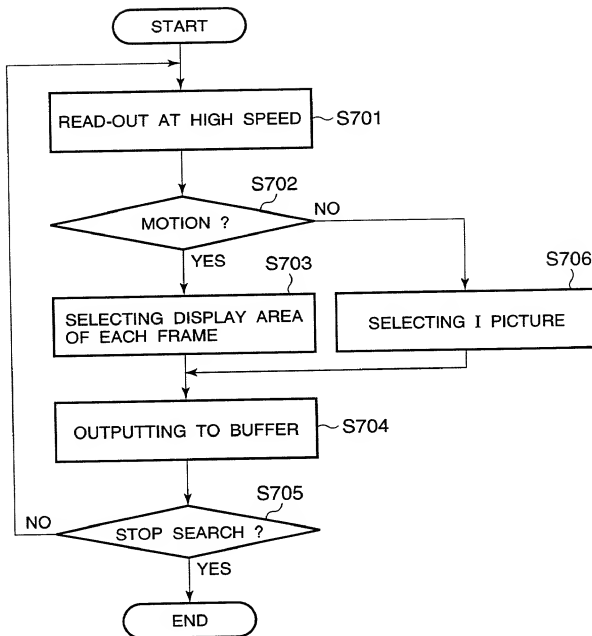 START
READ-OUT AT HIGH SPEED
S701
S702
MOTION ?
NO
YES
S703
S706
SELECTING DISPLAY AREA
OF EACH FRAME
SELECTING I PICTURE
OUTPUTTING TO BUFFER
S704
S705
NO
STOP SEARCH ?
YES
END